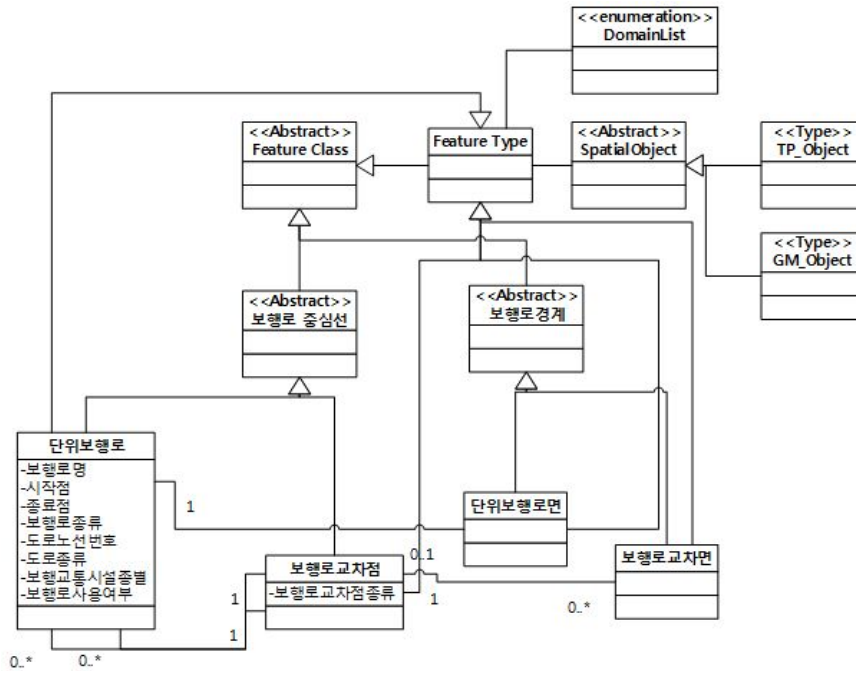 <<enumeration>>
DomainList
<<Abstract>>
Feature Class
Feature Type
<<Abstract>>
SpatialObject
<<Type>>
TP_Object
<<Type>>
GM_Object
<<Abstract>>
보행로 중심선
<<Abstract>>
보행로경계
단위보행로
-보행로명
-시작점
-종료점
-보행로종류
-도로노선번호
-도로종류
-보행교통시설종별
-보행로사용여부
1
단위보행로면
보행로교차점
-보행로교차점종류
0..1
1
보행로교차면
0..*
1
1
0..*
0..*